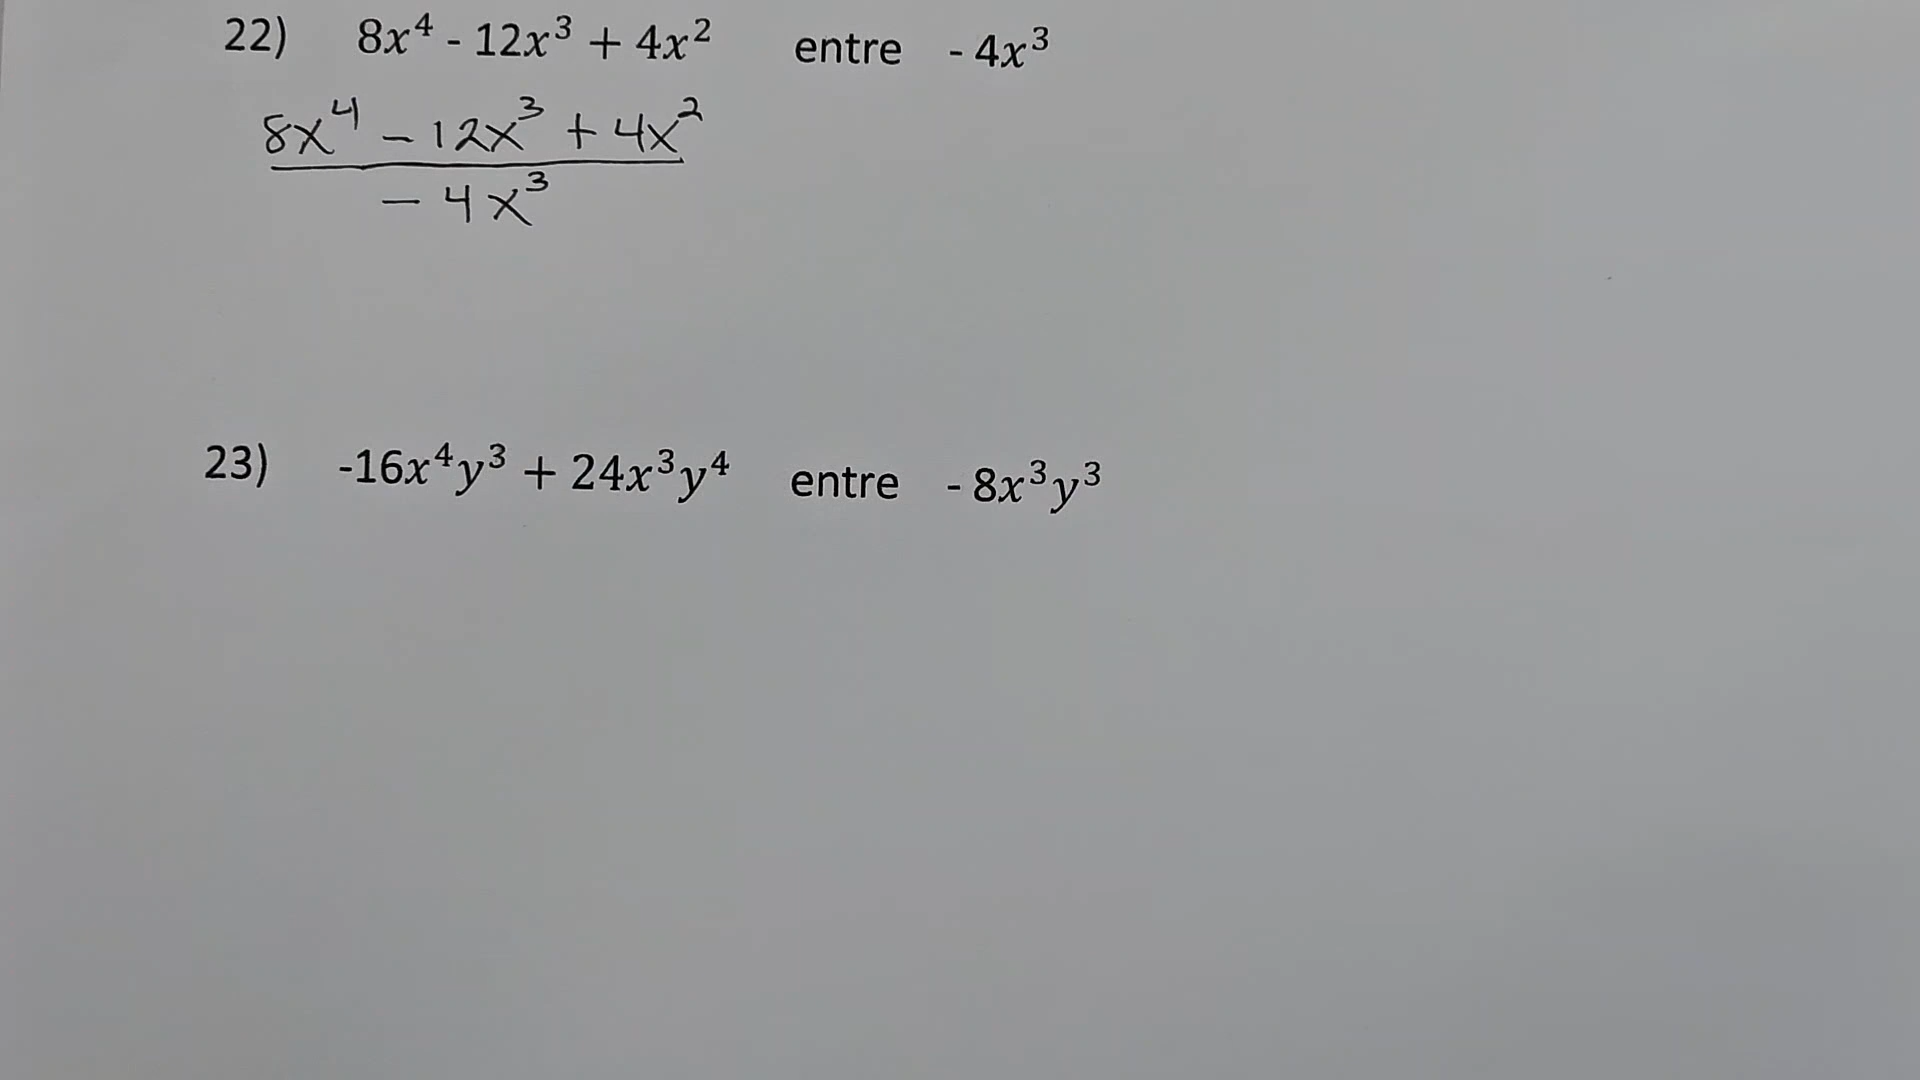 22) 8x⁴ - 12x³ + 4x² entre - 4x³
8x⁴ - 12x³ + 4x²
- 4x³
23) -16x⁴y³ + 24x³y⁴ entre - 8x³y³